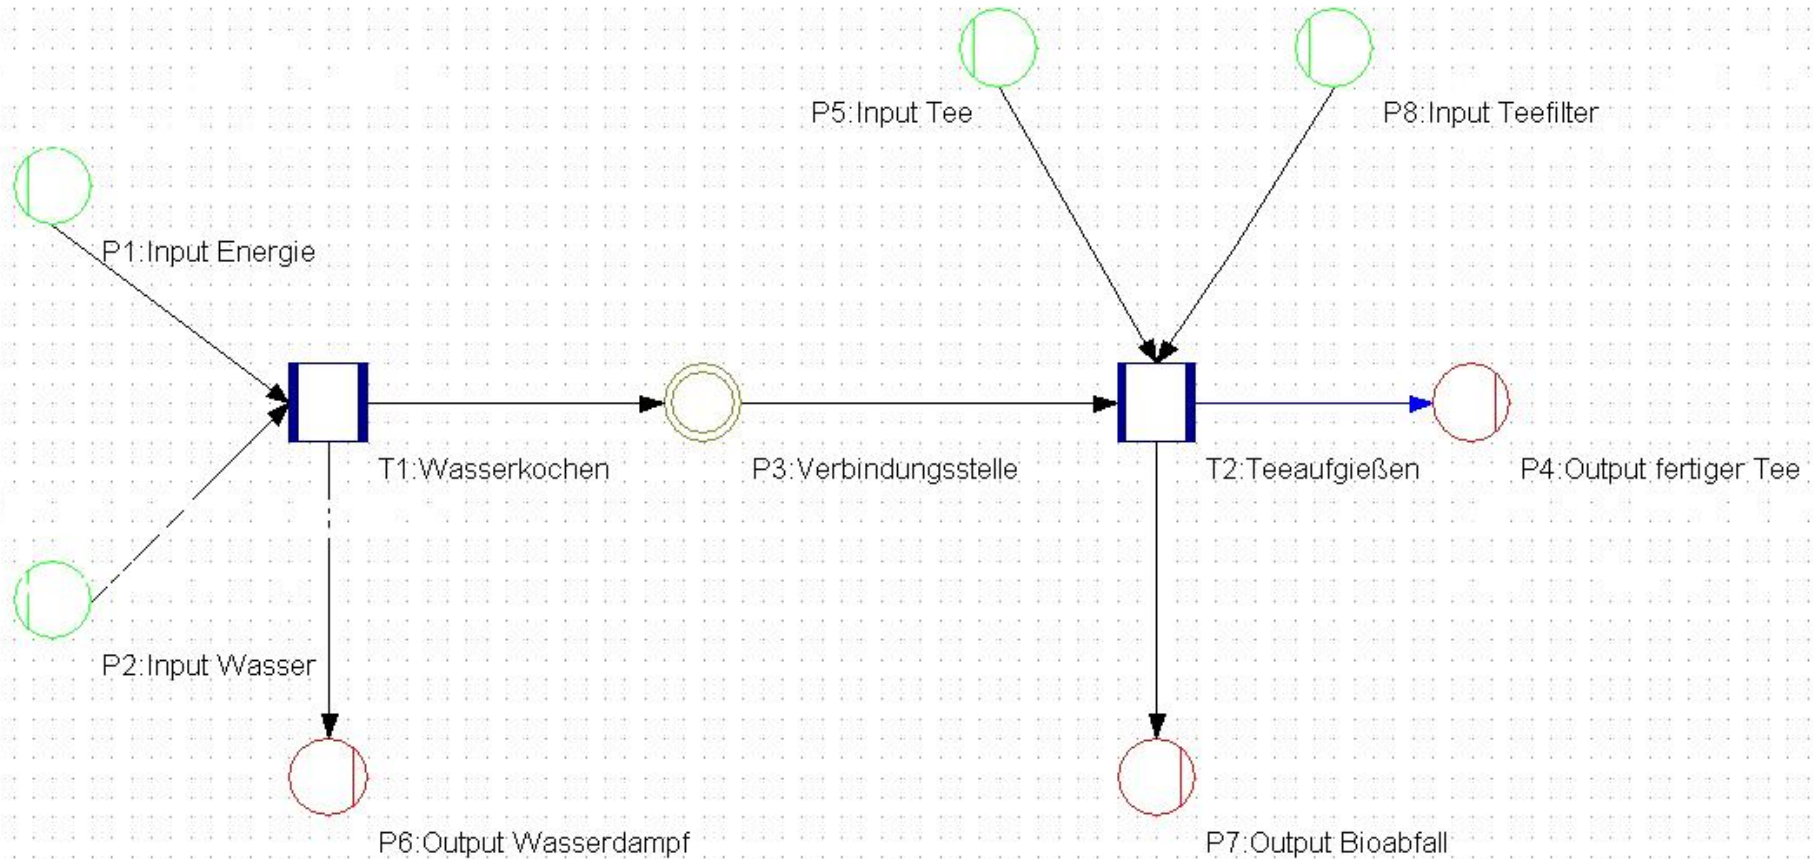 P5:Input Tee
P8:Input Teefilter
P1:Input Energie
T1:Wasserkochen
P3:Verbindungsstelle
T2:Teeaufgießen
P4:Output fertiger Tee
P2:Input Wasser
P6:Output Wasserdampf
P7:Output Bioabfall